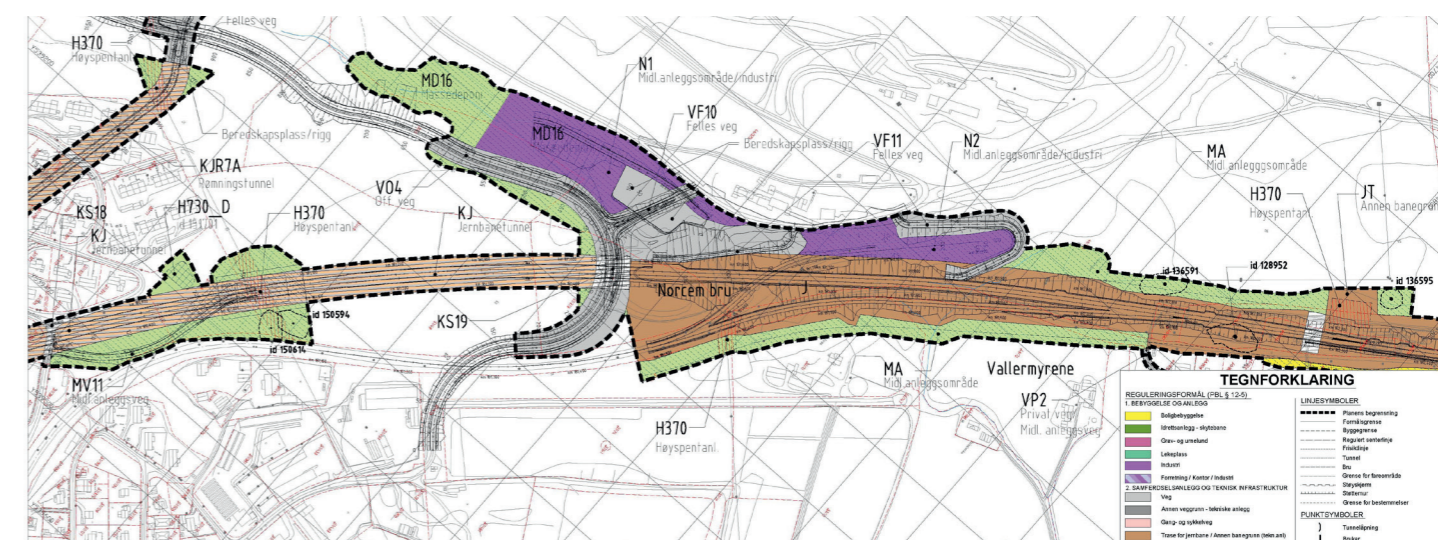 Felles veg
H370
Høyspentanl.
MD16
Massedeponi
N1
Midl.anleggsområde/industri
VF10
Felles veg
MD16
Beredskapsplass/rigg
Beredskapsplass/rigg
VF11
Felles veg
N2
Midl.anleggsområde/industri
MA
Midl.anlegggsområde
KJR7A
Rømningstunnel
VO4
Off. veg
H370
Høyspentanl.
JT
Annen banegrunn
KS18
H730_D
KJ
Jernbanetunnel
H370
Høyspentanl.
KJ
Jernbanetunnel
id 136591
id 128952
id 136595
Norcem bru
id 150594
KS19
id 150614
MV11
Midl.anleggsveg
MA
Midl.anleggsområde
Vallermyrene
VP2
Privat veg
Midl. anleggsveg
H370
Høyspentanl.
TEGNFORKLARING
REGULERINGSFORMÅL (PBL § 12-5)
1. BEBYGGELSE OG ANLEGG
Boligbebyggelse
Idrettsanlegg - skytebane
Grav- og urnelund
Lekeplass
Industri
Forretning / Kontor / Industri
2. SAMFERDSELSANLEGG OG TEKNISK INFRASTRUKTUR
Veg
Annen veggrunn - tekniske anlegg
Gang- og sykkelveg
Trase for jernbane / Annen banegrunn (tekn.anl)
LINJESYMBOLER
Planens begrensning
Formålsgrense
Byggegrense
Regulert senterlinje
Frisiktlinje
Tunnel
Bru
Grense for faresområde
Støyskjerm
Støttemur
Grense for bestemmelser
PUNKTSYMBOLER
Tunnelåpning
Brukar